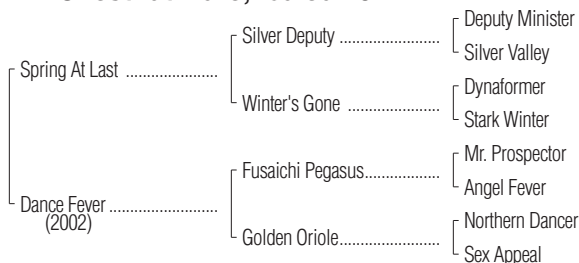 Deputy Minister
Silver Deputy ....................
Silver Valley
Spring At Last ......................
Dynaformer
Winter's Gone ......................
Stark Winter
Mr. Prospector
Fusaichi Pegasus..................
Angel Fever
Dance Fever ..........................
(2002)
Northern Dancer
Golden Oriole........................
Sex Appeal